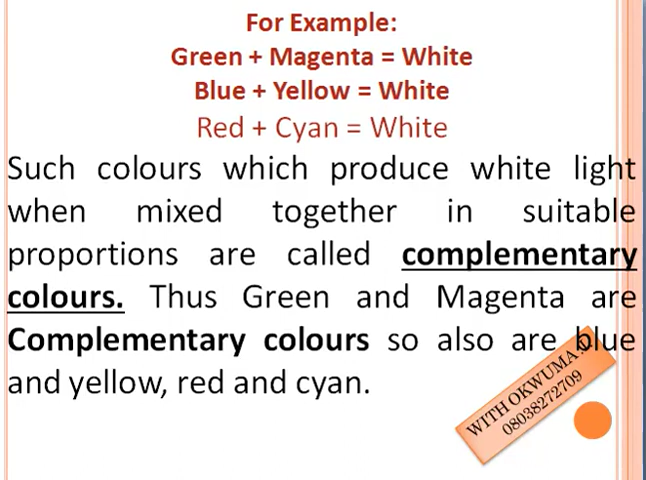 For Example:
Green + Magenta = White
Blue + Yellow = White
Red + Cyan = White
Such colours which produce white light
when mixed together in suitable
proportions are called complementary
colours. Thus Green and Magenta are
Complementary colours so also are blue
and yellow, red and cyan.
WITH OKWUMA
08038272709